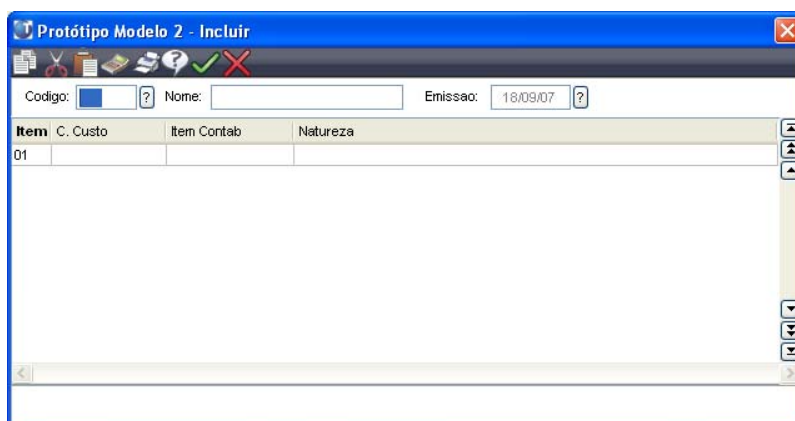 Protótipo Modelo 2 - Incluir
Codigo: ? Nome: Emissao: 18/09/07 ?
Item C. Custo Item Contab Natureza
01